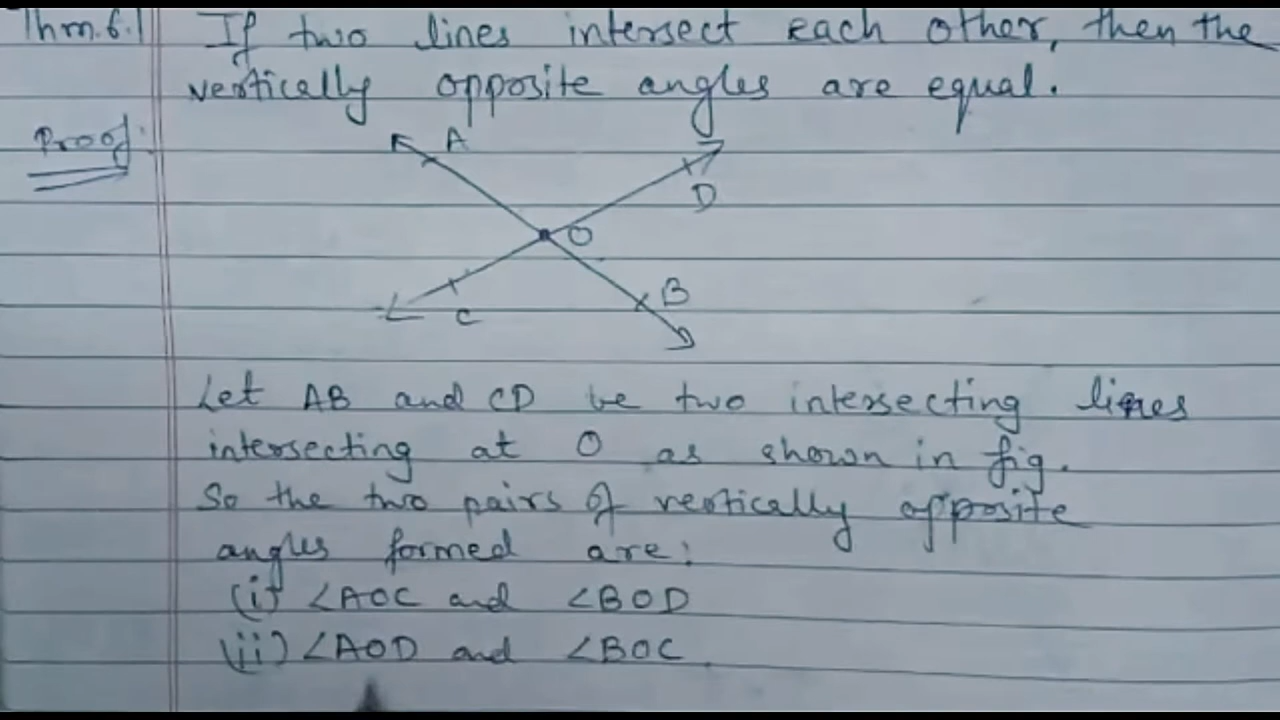 Thm.6.1 If two lines intersect each other, then the
vertically opposite angles are equal.
Proof:
A
D
O
B
C
Let AB and CD be two intersecting lines
intersecting at O as shown in fig.
So the two pairs of vertically opposite
angles formed are:
(i) ∠AOC and ∠BOD
(ii) ∠AOD and ∠BOC.